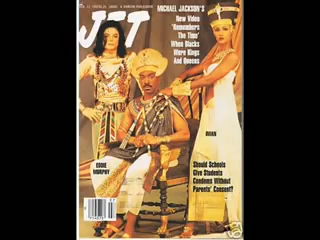 JET
MICHAEL JACKSON'S
New Video
'Remembers
The Time'
When Blacks
Were Kings
And Queens
IMAN
EDDIE
MURPHY
Should Schools
Give Students
Condoms Without
Parents' Consent?